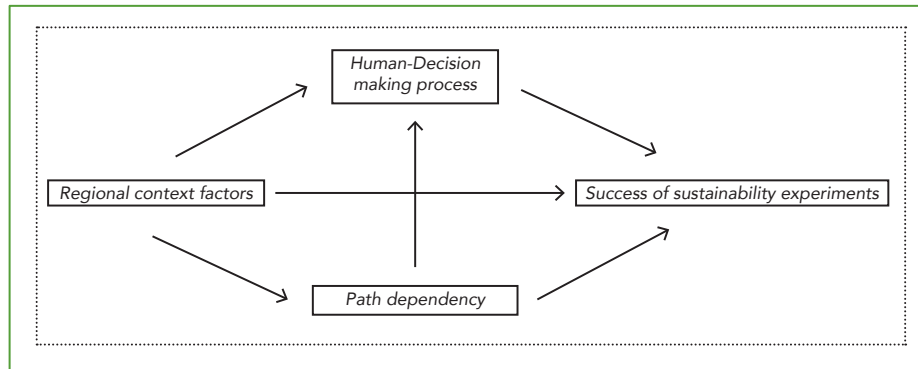 Human-Decision
making process
Regional context factors
Success of sustainability experiments
Path dependency